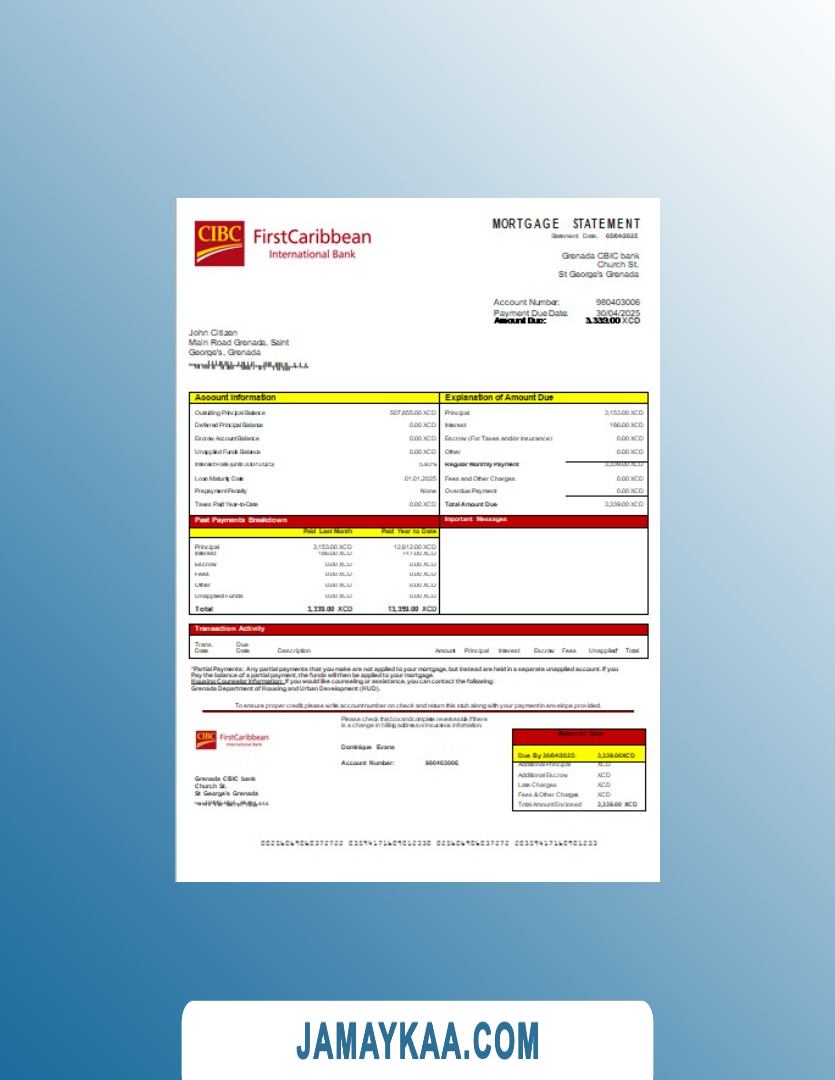 CIBC FirstCaribbean
International Bank
MORTGAGE STATEMENT
Statement Date. 05/04/2025
Grenada CBIC bank
Church St.
St George's Grenada
Account Number: 980403006
Payment Due Date: 30/04/2025
Amount Due: 3,339.00 XCD
John Citizen
Main Road Grenada, Saint
George's, Grenada
Account Information
Outstanding Principal Balance 507,855.00 XCD
Deferred Principal Balance 0.00 XCD
Escrow Account Balance 0.00 XCD
Unapplied Funds Balance 0.00 XCD
Interest Rate
Loan Maturity Date 01.01.2025
Prepayment Penalty None
Taxes Paid Year-to-Date 0.00 XCD
Explanation of Amount Due
Principal 3,153.00 XCD
Interest 186.00 XCD
Escrow (For Taxes and/or insurance) 0.00 XCD
Other 0.00 XCD
Regular Monthly Payment 3,339.00 XCD
Fees and Other Charges 0.00 XCD
Overdue Payment 0.00 XCD
Total Amount Due 3,339.00 XCD
Past Payments Breakdown
Paid Last Month Paid Year to Date
Principal 3,153.00 XCD 12,612.00 XCD
Interest 186.00 XCD
Escrow 0.00 XCD 0.00 XCD
Fees 0.00 XCD 0.00 XCD
Other 0.00 XCD 0.00 XCD
Unapplied Funds 0.00 XCD 0.00 XCD
Total 3,339.00 XCD 13,359.00 XCD
Important Messages
Transaction Activity
Trans. Due
Date Date Description Amount Principal Interest Escrow Fees Unapplied Total
*Partial Payments: Any partial payments that you make are not applied to your mortgage, but instead are held in a separate unapplied account. If you
Pay the balance of a partial payment, the funds will then be applied to your mortgage.
Housing Counselor Information: If you would like counseling or assistance, you can contact the following:
Grenada Department of Housing and Urban Development (HUD).
To ensure proper credit, please write account number on check and return this stub along with your payment in envelope provided.
CIBC FirstCaribbean
International Bank
Please check this box and complete reverse side if there
is a change in billing address or insurance information.
Dominique Evans
Account Number: 980403006
Grenada CBIC bank
Church St.
St George's Grenada
Amount Due
Due By 30/04/2025: 3,339.00XCD
Additional Principal XCD
Additional Escrow XCD
Late Charges XCD
Fees & Other Charges XCD
Total Amount Enclosed 3,339.00 XCD
JAMAYKAA.COM